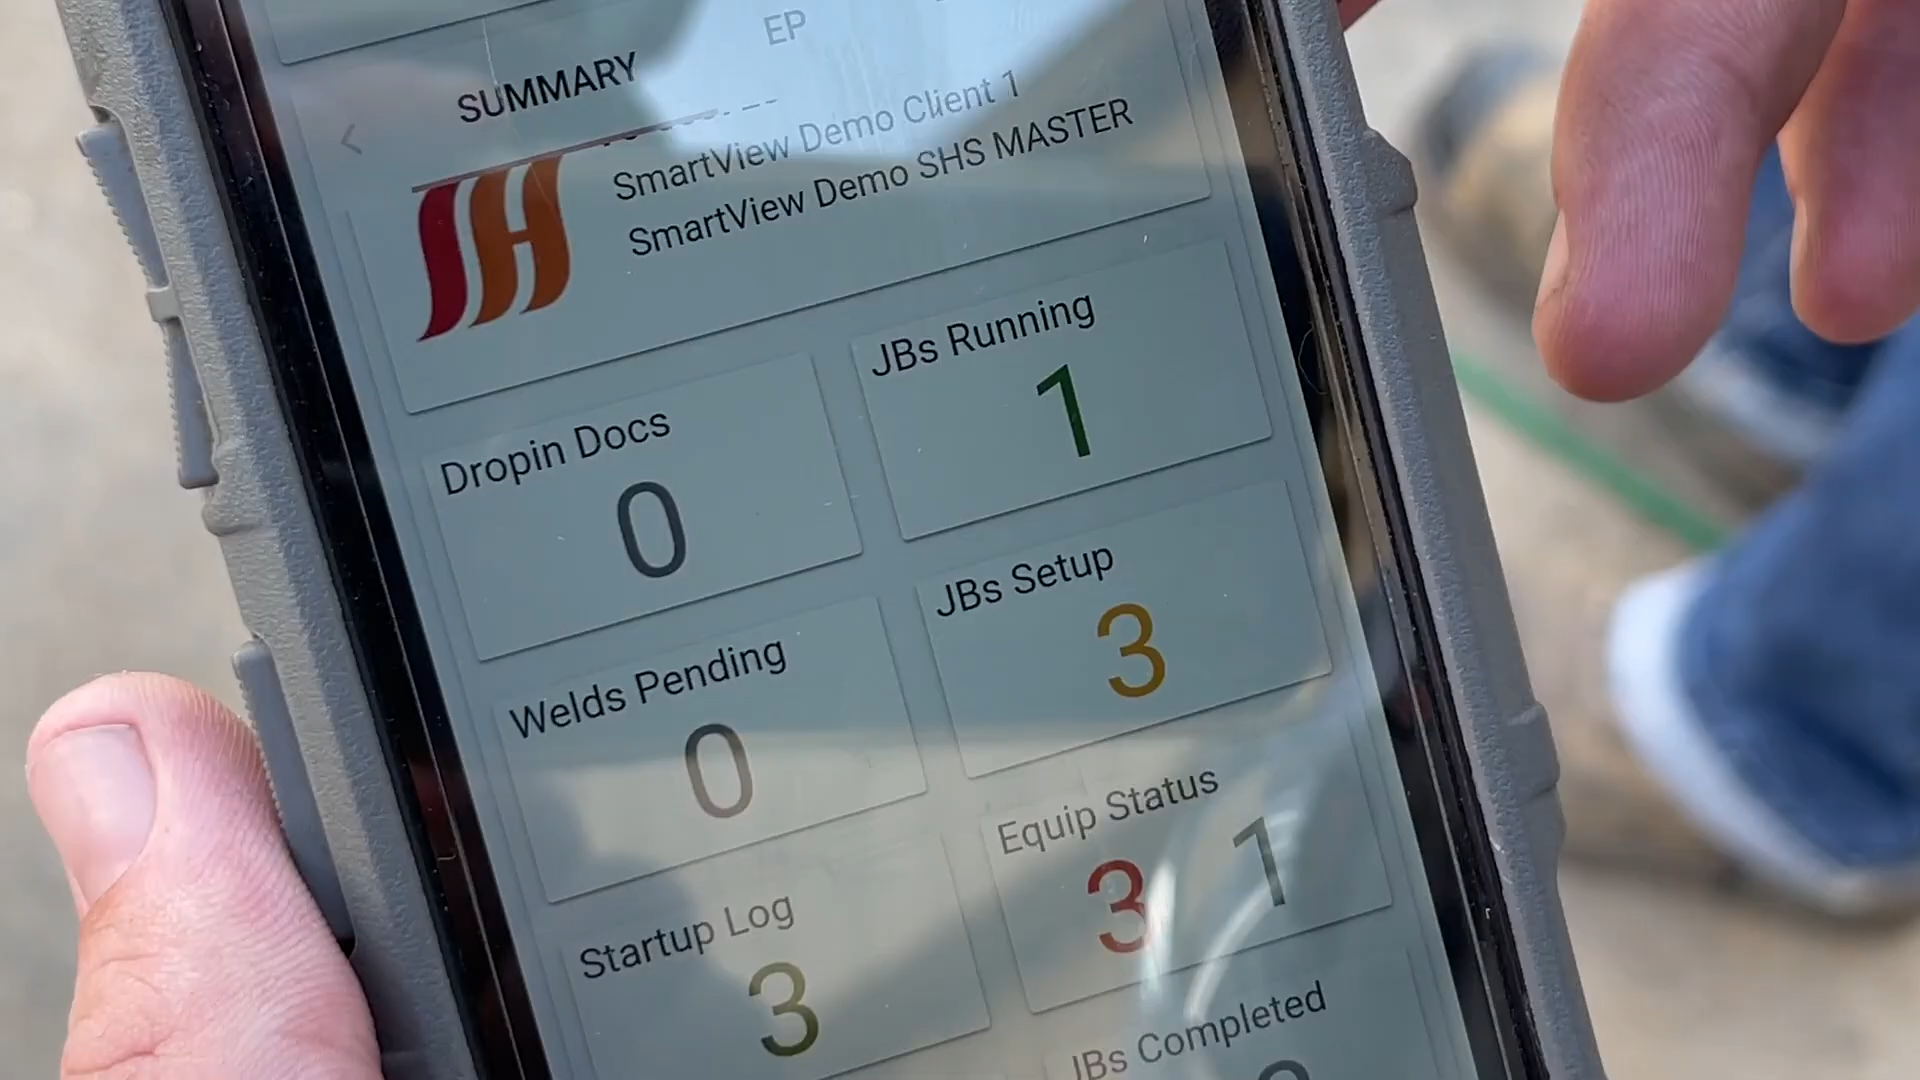 EP
SUMMARY
SmartView Demo Client 1
SmartView Demo SHS MASTER
Dropin Docs
0
JBs Running
1
Welds Pending
0
JBs Setup
3
Startup Log
3
Equip Status
3 1
JBs Completed